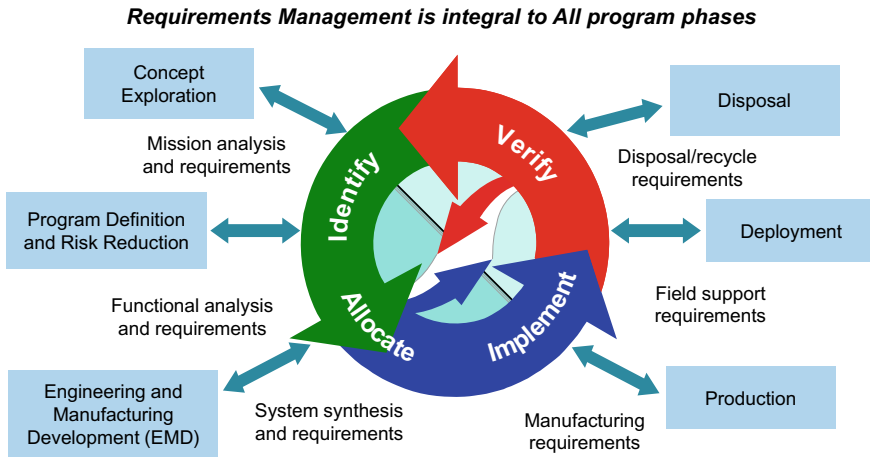 Requirements Management is integral to All program phases
Concept
Exploration
Mission analysis
and requirements
Program Definition
and Risk Reduction
Functional analysis
and requirements
Engineering and
Manufacturing
Development (EMD)
System synthesis
and requirements
Identify
Allocate
Implement
Verify
Disposal
Disposal/recycle
requirements
Deployment
Field support
requirements
Production
Manufacturing
requirements